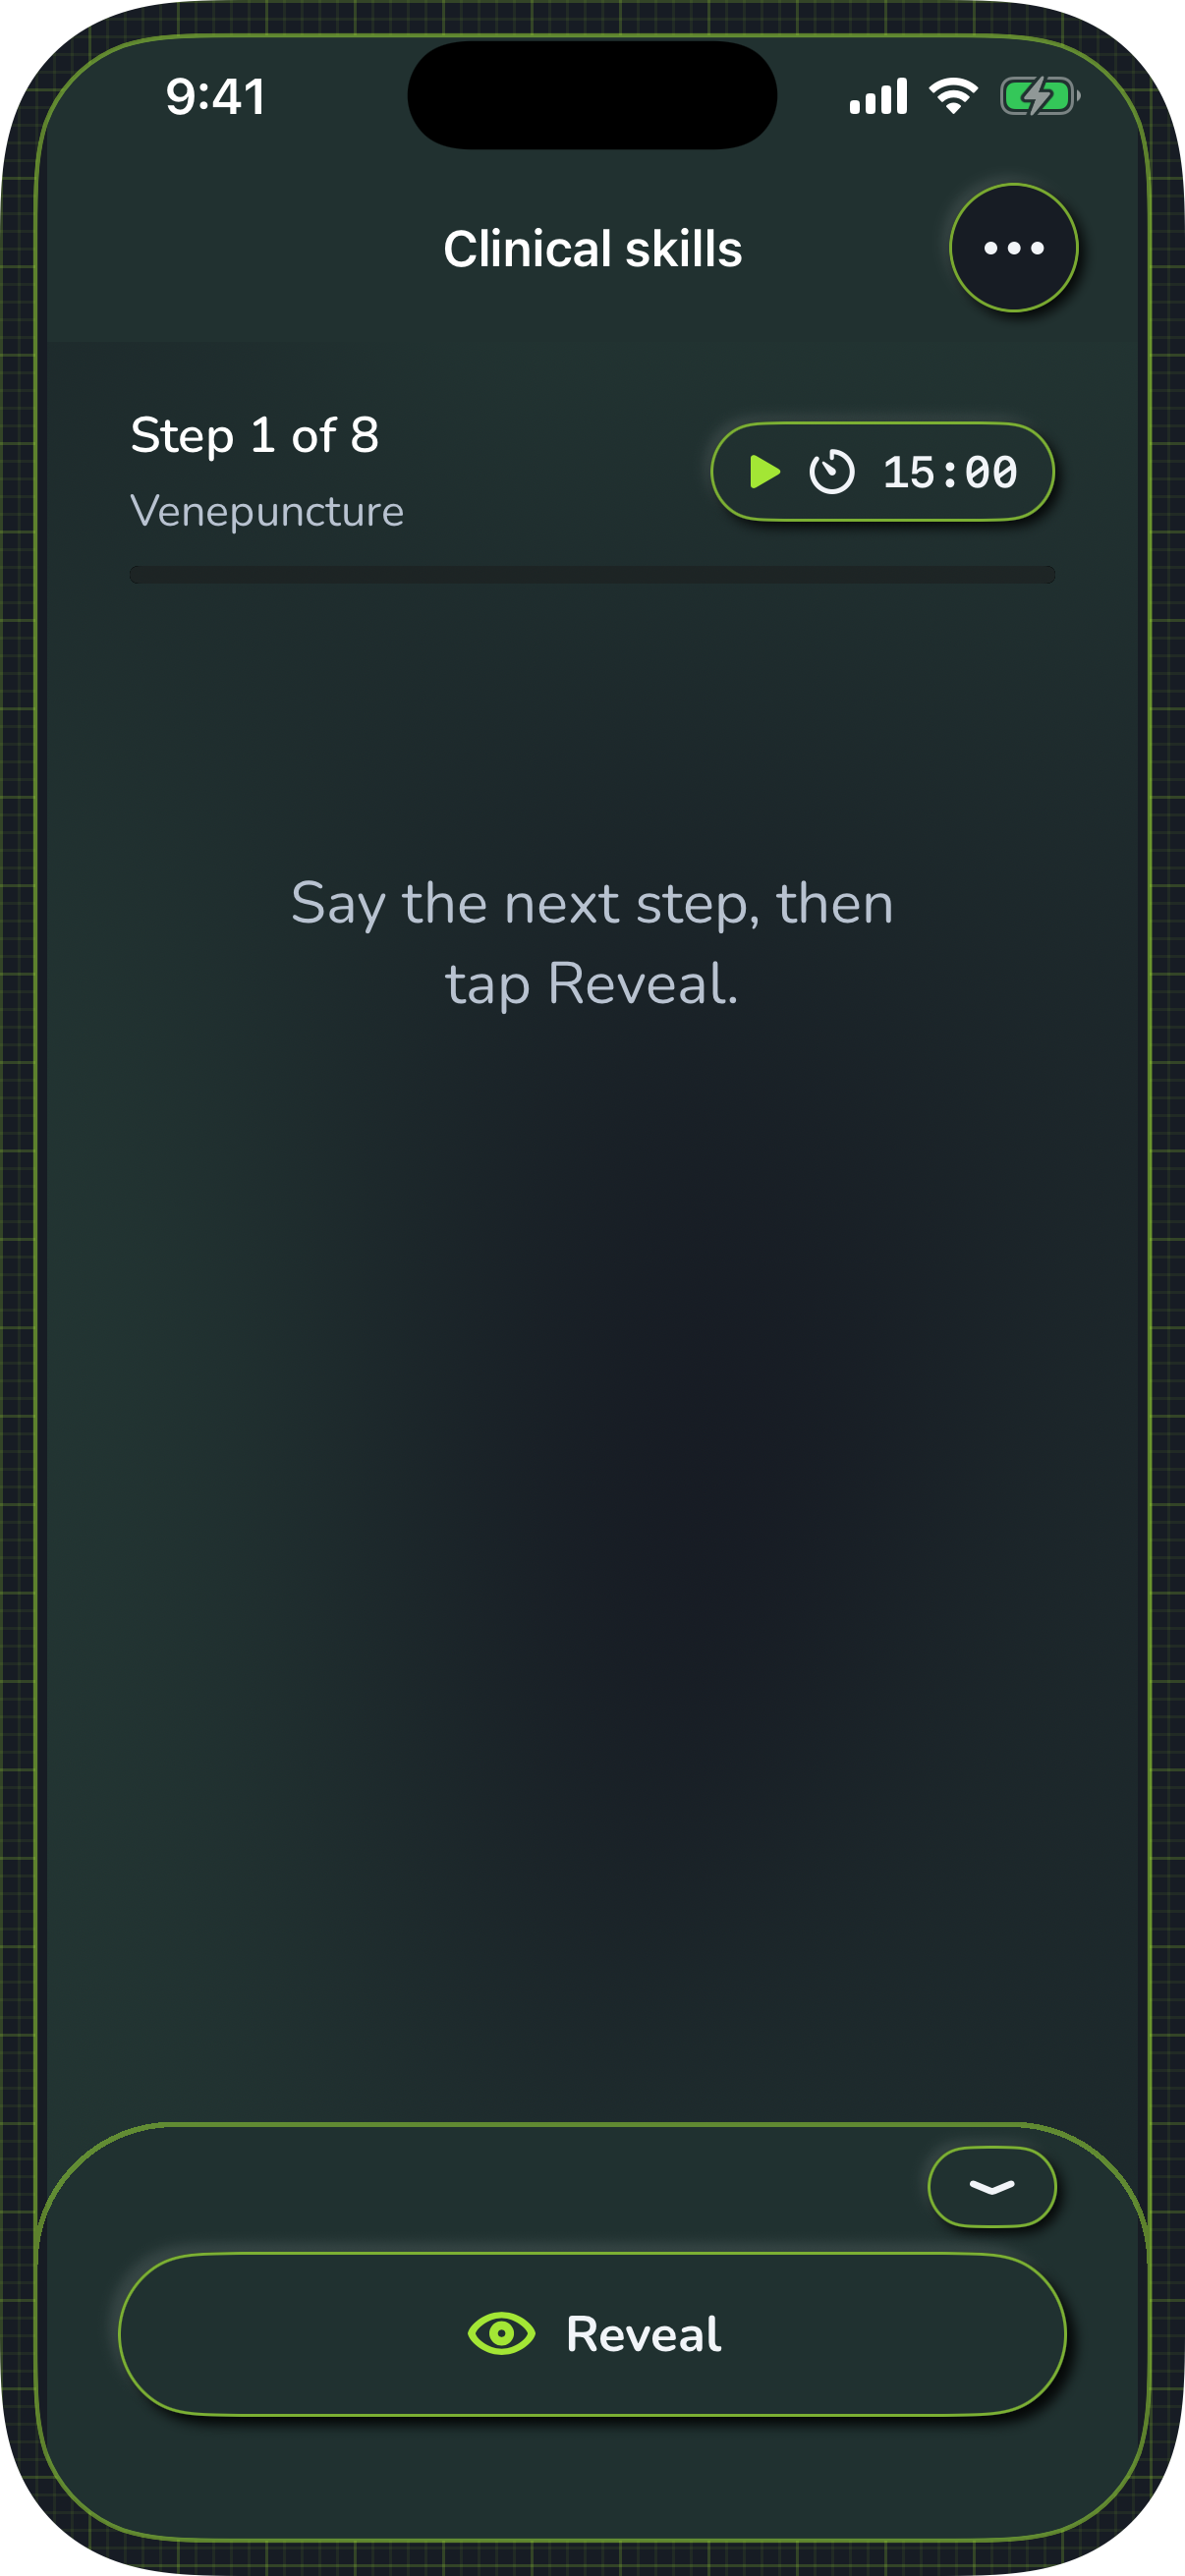 9:41
Clinical skills
Step 1 of 8
Venepuncture
15:00
Say the next step, then
tap Reveal.
Reveal